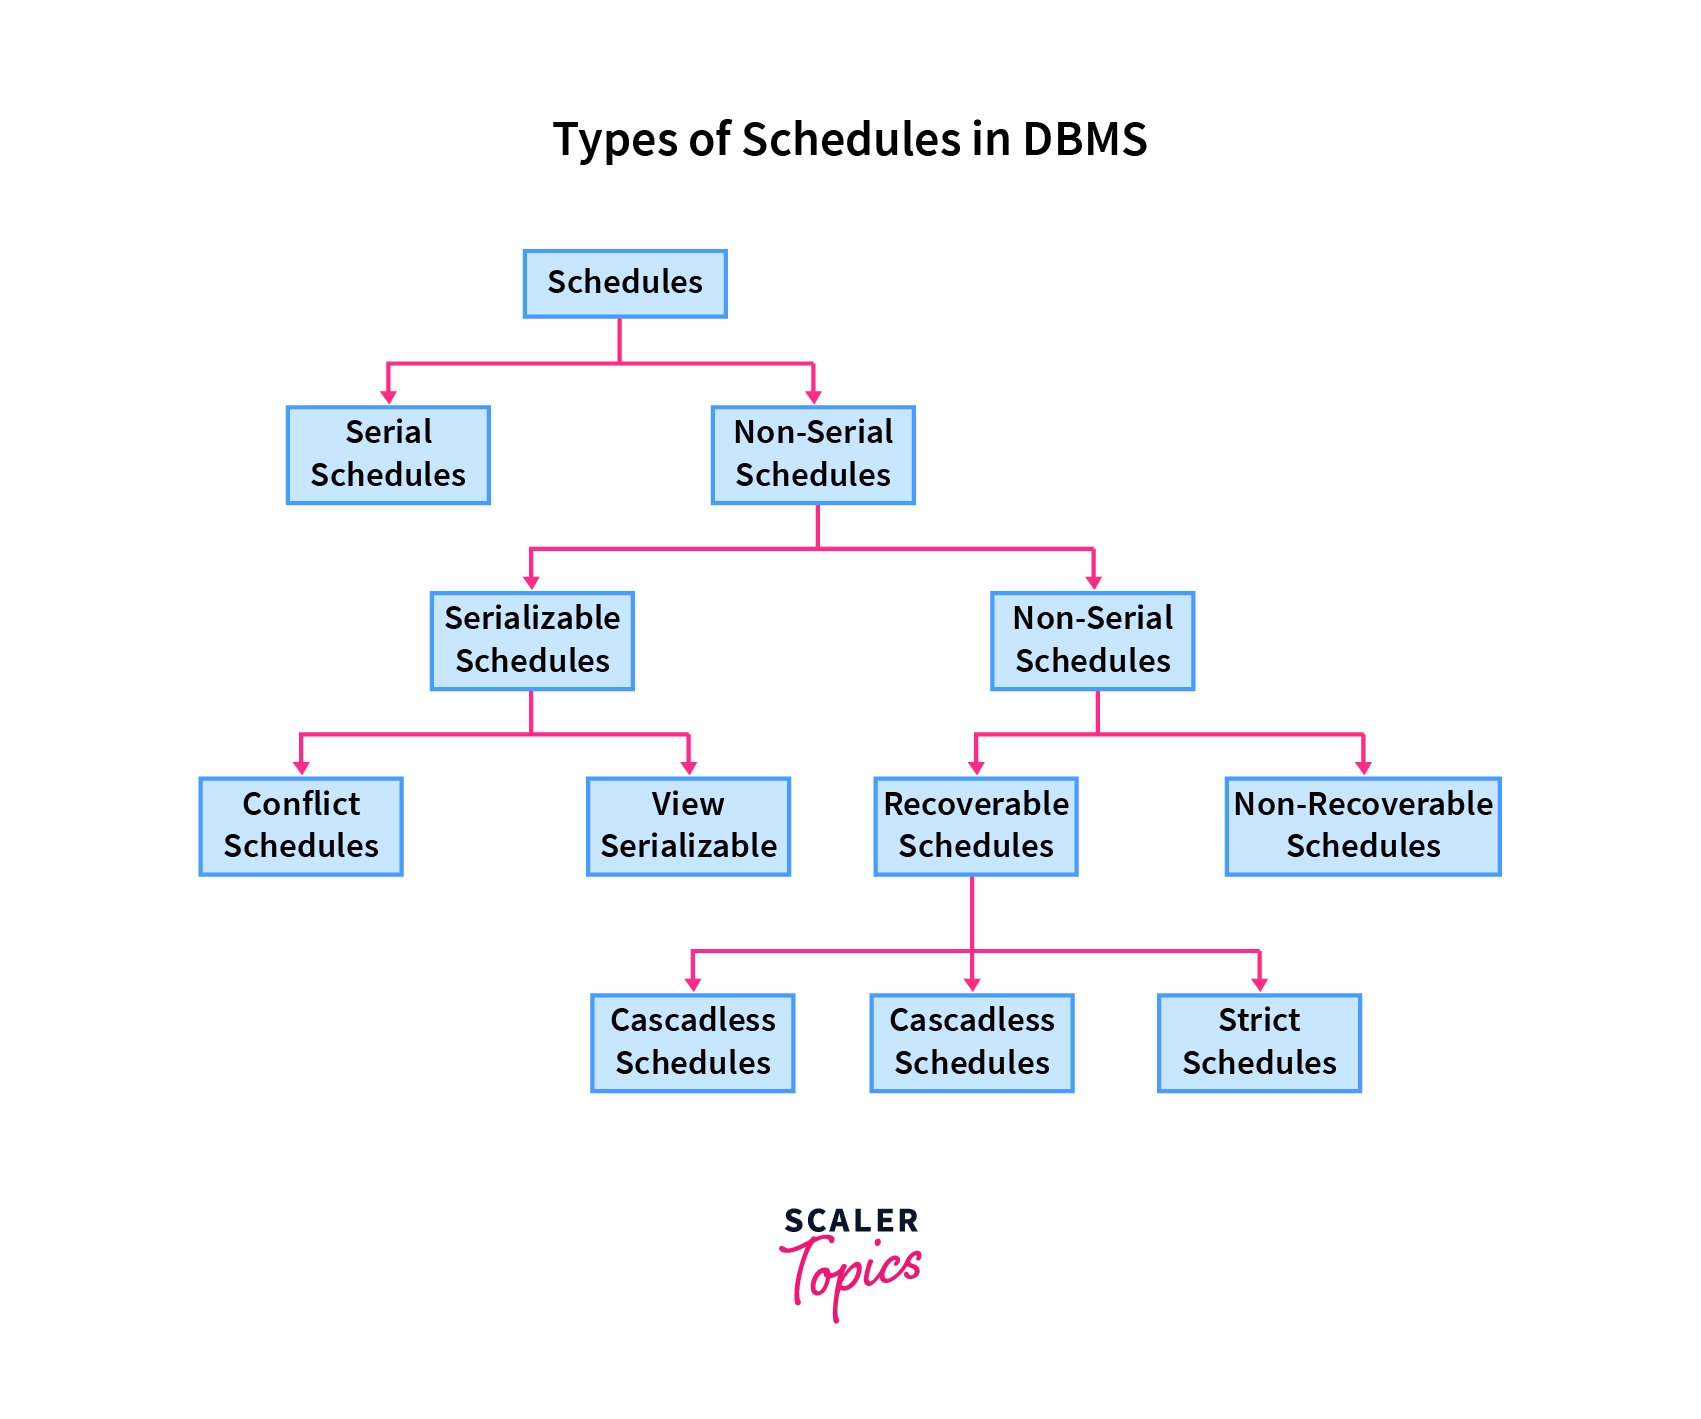 Types of Schedules in DBMS
Schedules
Serial
Schedules
Non-Serial
Schedules
Serializable
Schedules
Non-Serial
Schedules
Conflict
Schedules
View
Serializable
Recoverable
Schedules
Non-Recoverable
Schedules
Cascadless
Schedules
Cascadless
Schedules
Strict
Schedules
SCALER
Topics